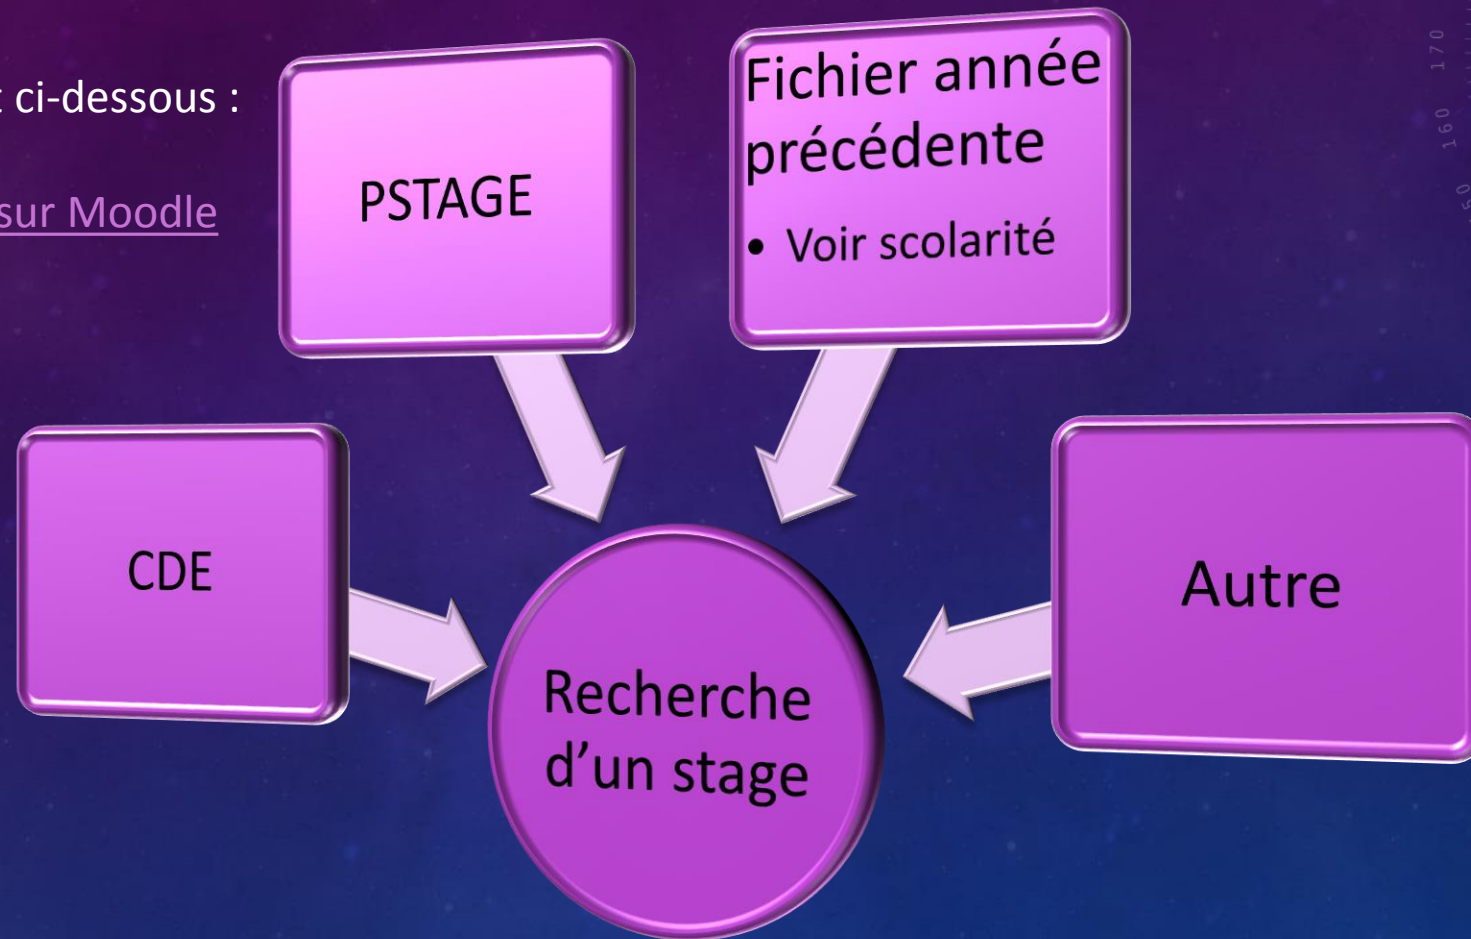 ci-dessous :
sur Moodle
PSTAGE
Fichier année
précédente
• Voir scolarité
CDE
Autre
Recherche
d’un stage
170
160